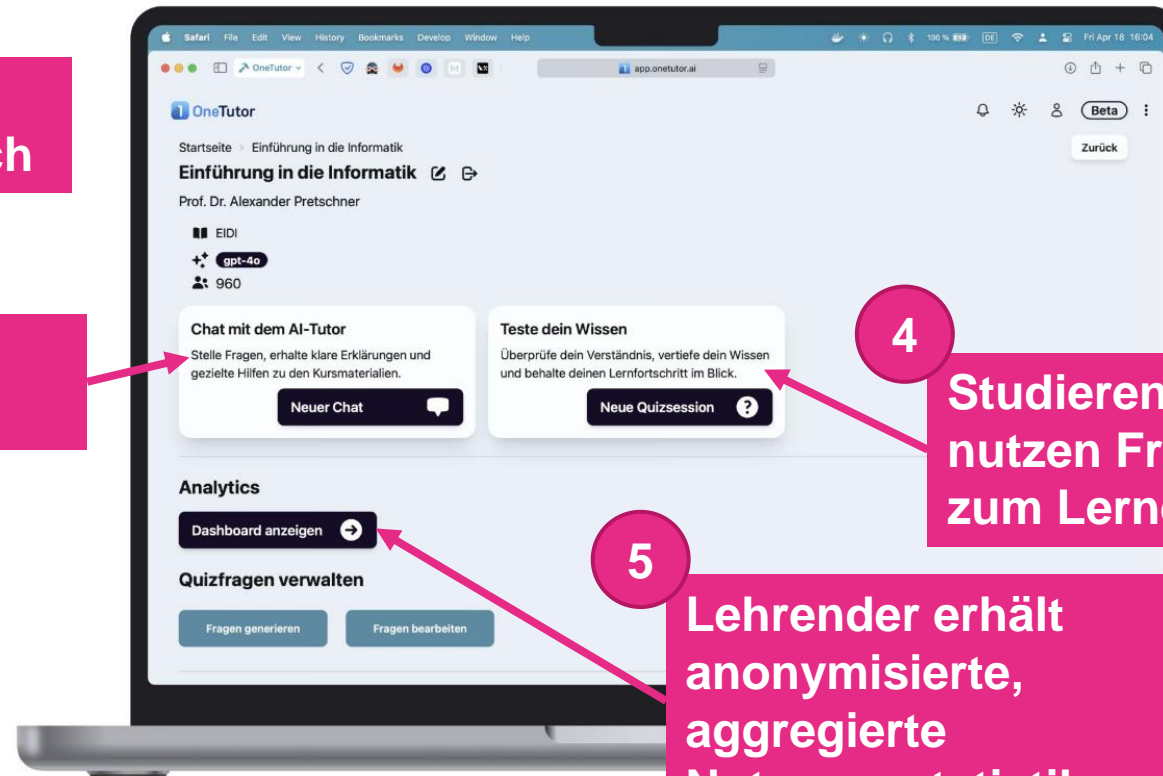 Safari File Edit View History Bookmarks Develop Window Help
100 % DE Fri Apr 18 16:04
OneTutor
app.onetutor.ai
OneTutor
Beta
Startseite > Einführung in die Informatik
Zurück
Einführung in die Informatik
Prof. Dr. Alexander Pretschner
EIDI
gpt-4o
960
Chat mit dem AI-Tutor
Stelle Fragen, erhalte klare Erklärungen und
gezielte Hilfen zu den Kursmaterialien.
Neuer Chat
Teste dein Wissen
Überprüfe dein Verständnis, vertiefe dein Wissen
und behalte deinen Lernfortschritt im Blick.
Neue Quizsession
4
Studieren
nutzen Fr
zum Lern
Analytics
Dashboard anzeigen
Quizfragen verwalten
Fragen generieren
Fragen bearbeiten
5
Lehrender erhält
anonymisierte,
aggregierte
ch